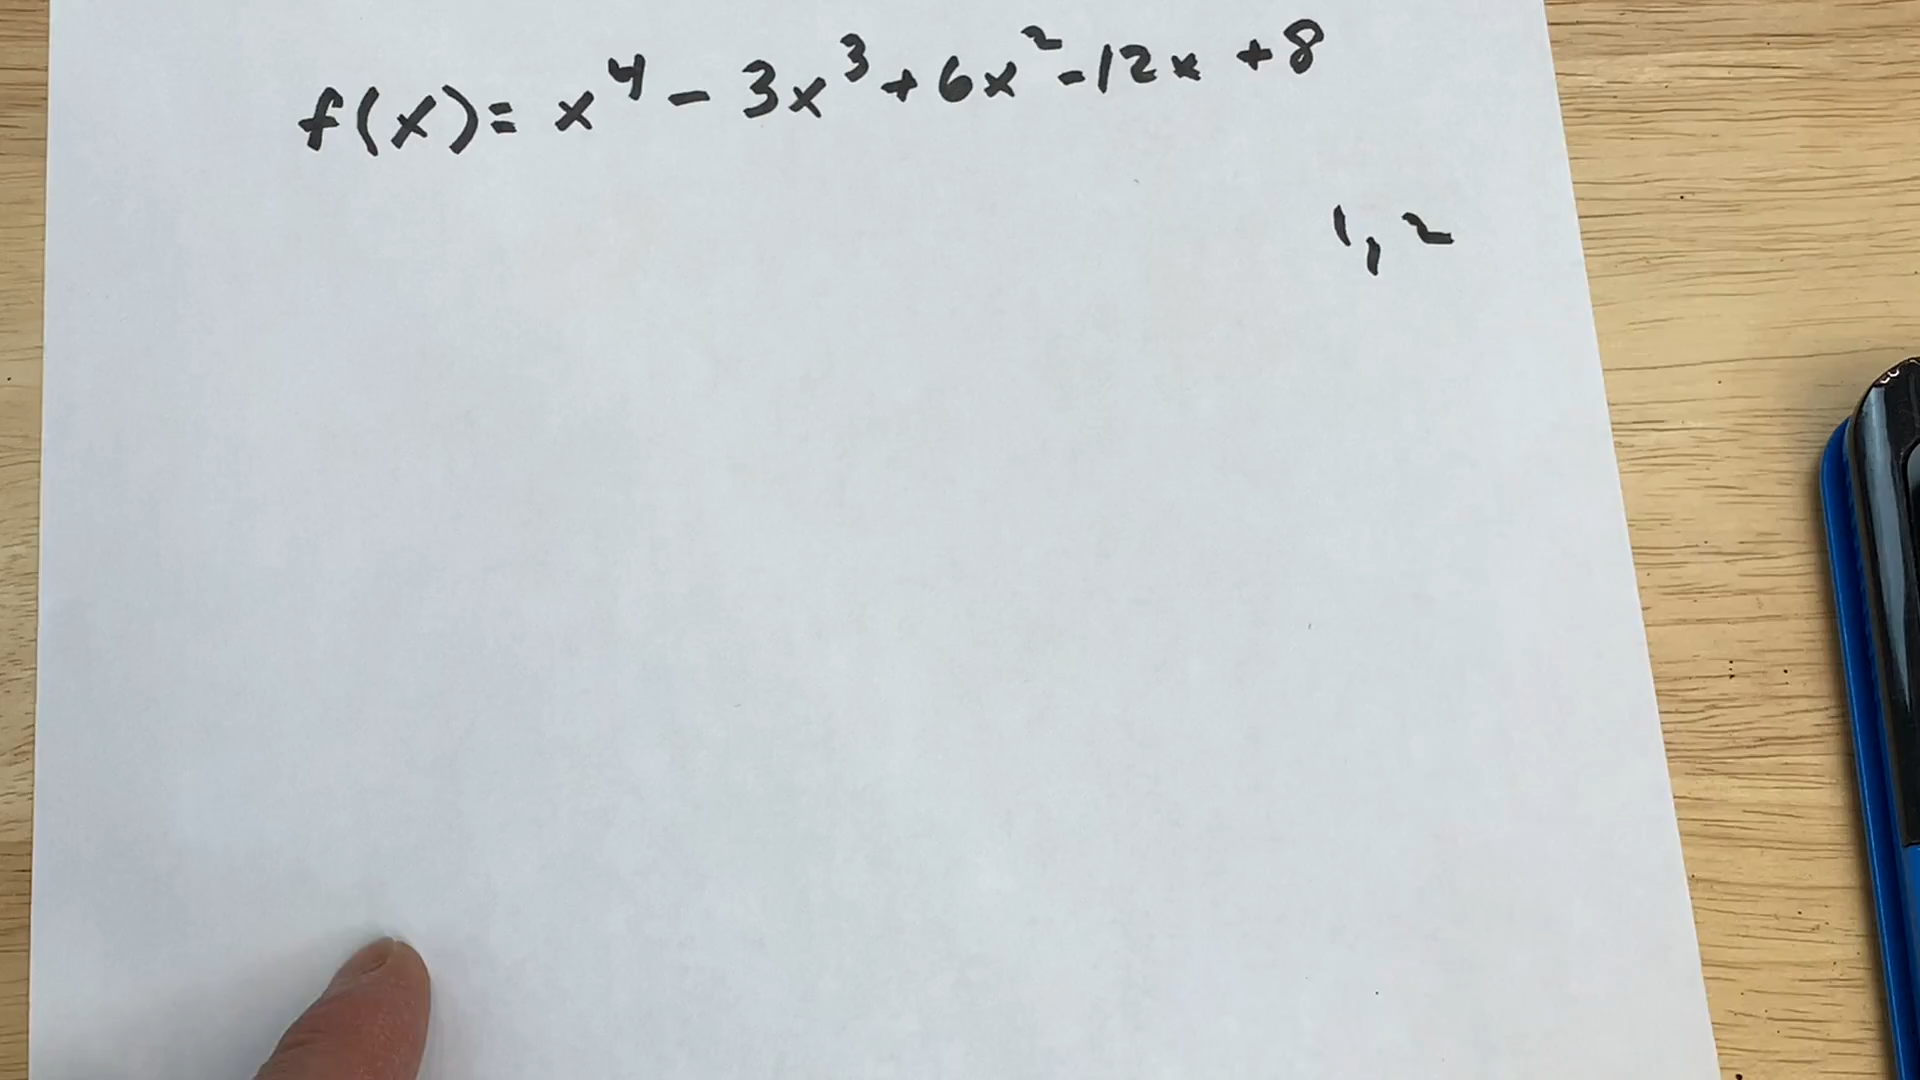 f(x)= x⁴ - 3x³ + 6x² - 12x + 8
1, 2